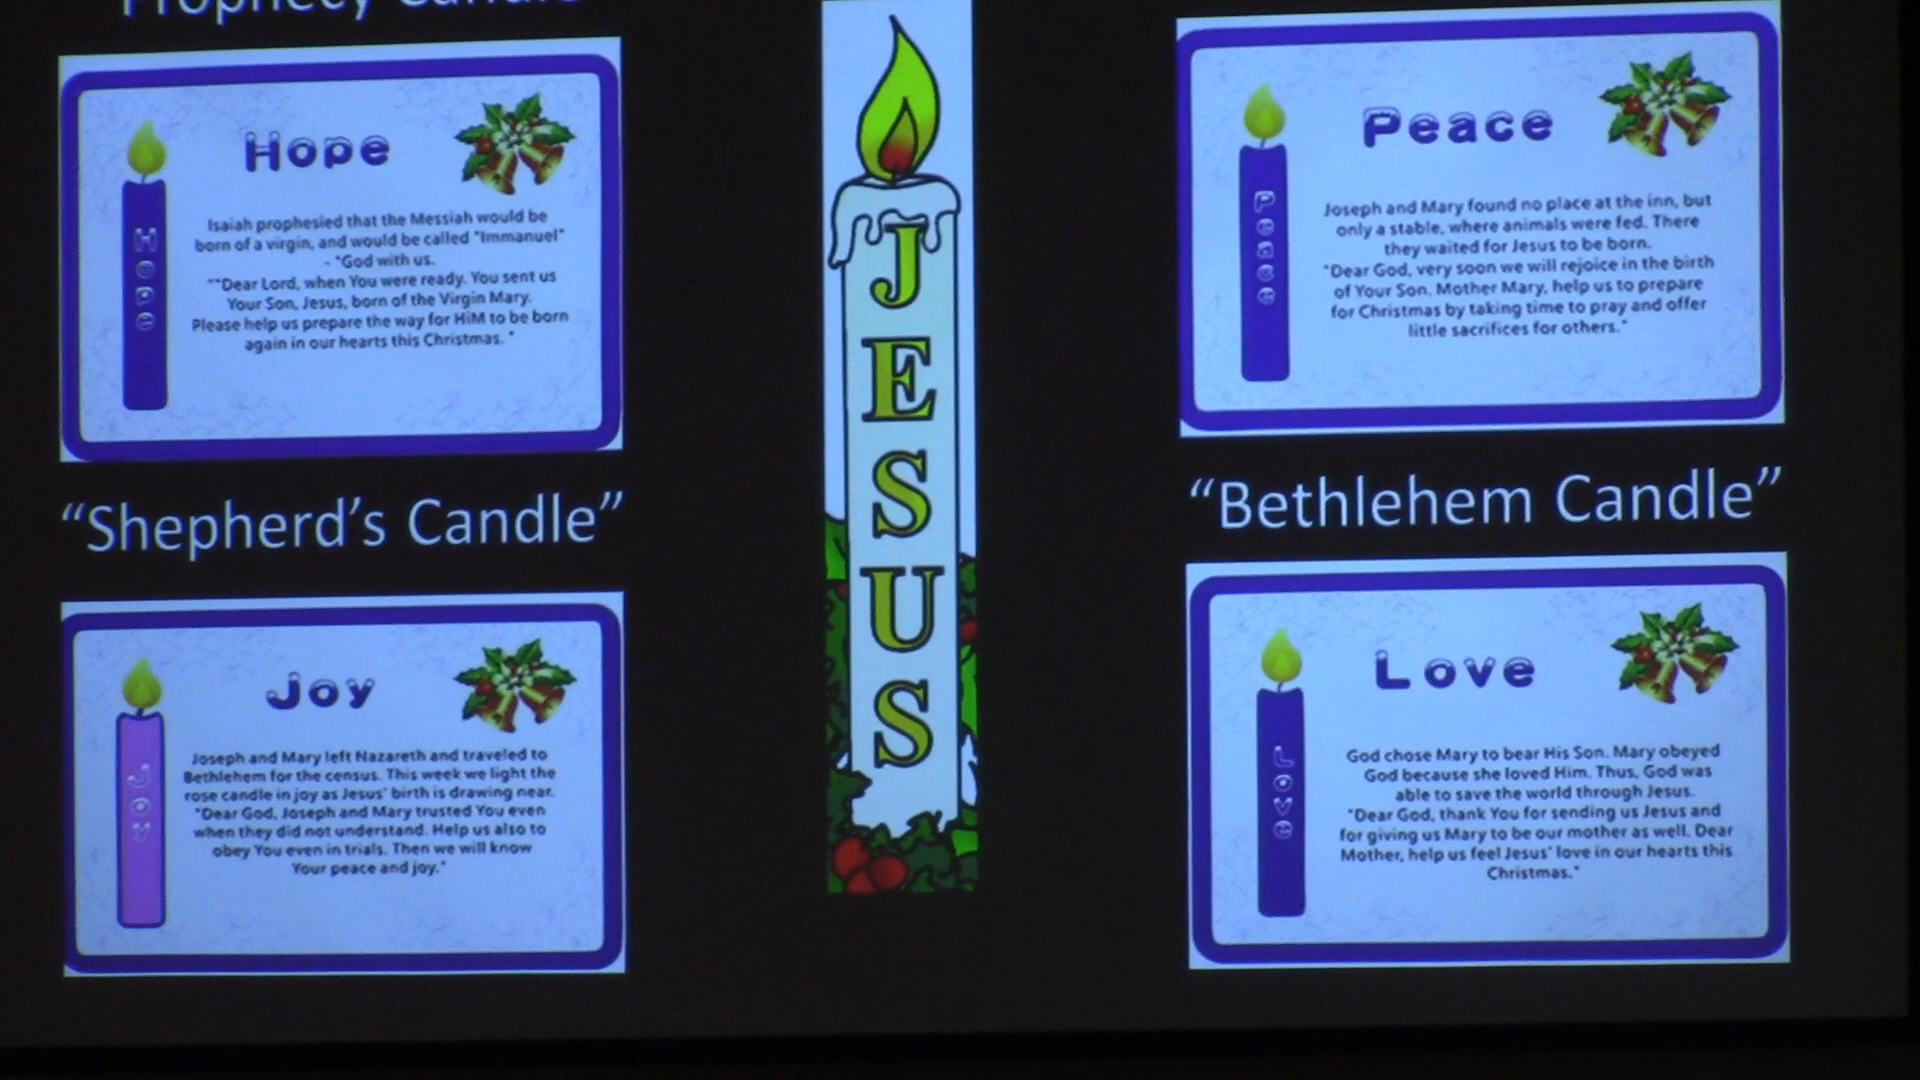 Prophecy Candle
Hope
Hope
Isaiah prophesied that the Messiah would be
born of a virgin, and would be called "Immanuel"
- "God with us.
""Dear Lord, when You were ready. You sent us
Your Son, Jesus, born of the Virgin Mary.
Please help us prepare the way for HiM to be born
again in our hearts this Christmas. "
JESUS
Peace
Peace
Joseph and Mary found no place at the inn, but
only a stable, where animals were fed. There
they waited for Jesus to be born.
"Dear God, very soon we will rejoice in the birth
of Your Son. Mother Mary, help us to prepare
for Christmas by taking time to pray and offer
little sacrifices for others."
“Shepherd’s Candle”
“Bethlehem Candle”
Joy
Joy
Joseph and Mary left Nazareth and traveled to
Bethlehem for the census. This week we light the
rose candle in joy as Jesus' birth is drawing near.
"Dear God, Joseph and Mary trusted You even
when they did not understand. Help us also to
obey You even in trials. Then we will know
Your peace and joy."
Love
Love
God chose Mary to bear His Son. Mary obeyed
God because she loved Him. Thus, God was
able to save the world through Jesus.
"Dear God, thank You for sending us Jesus and
for giving us Mary to be our mother as well. Dear
Mother, help us feel Jesus' love in our hearts this
Christmas."